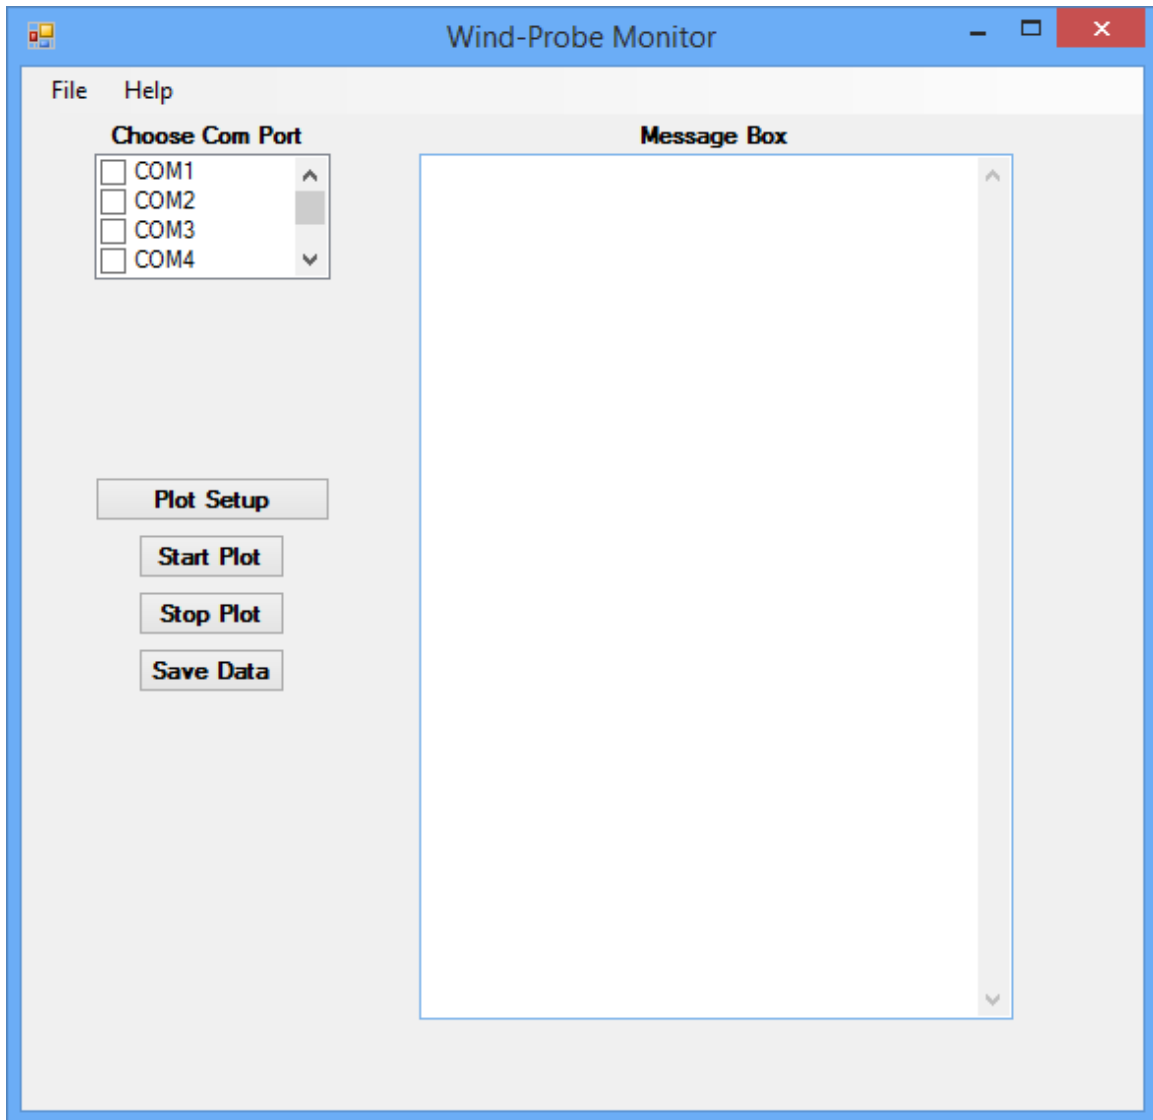 Wind-Probe Monitor
File Help
Choose Com Port
COM1
COM2
COM3
COM4
Message Box
Plot Setup
Start Plot
Stop Plot
Save Data